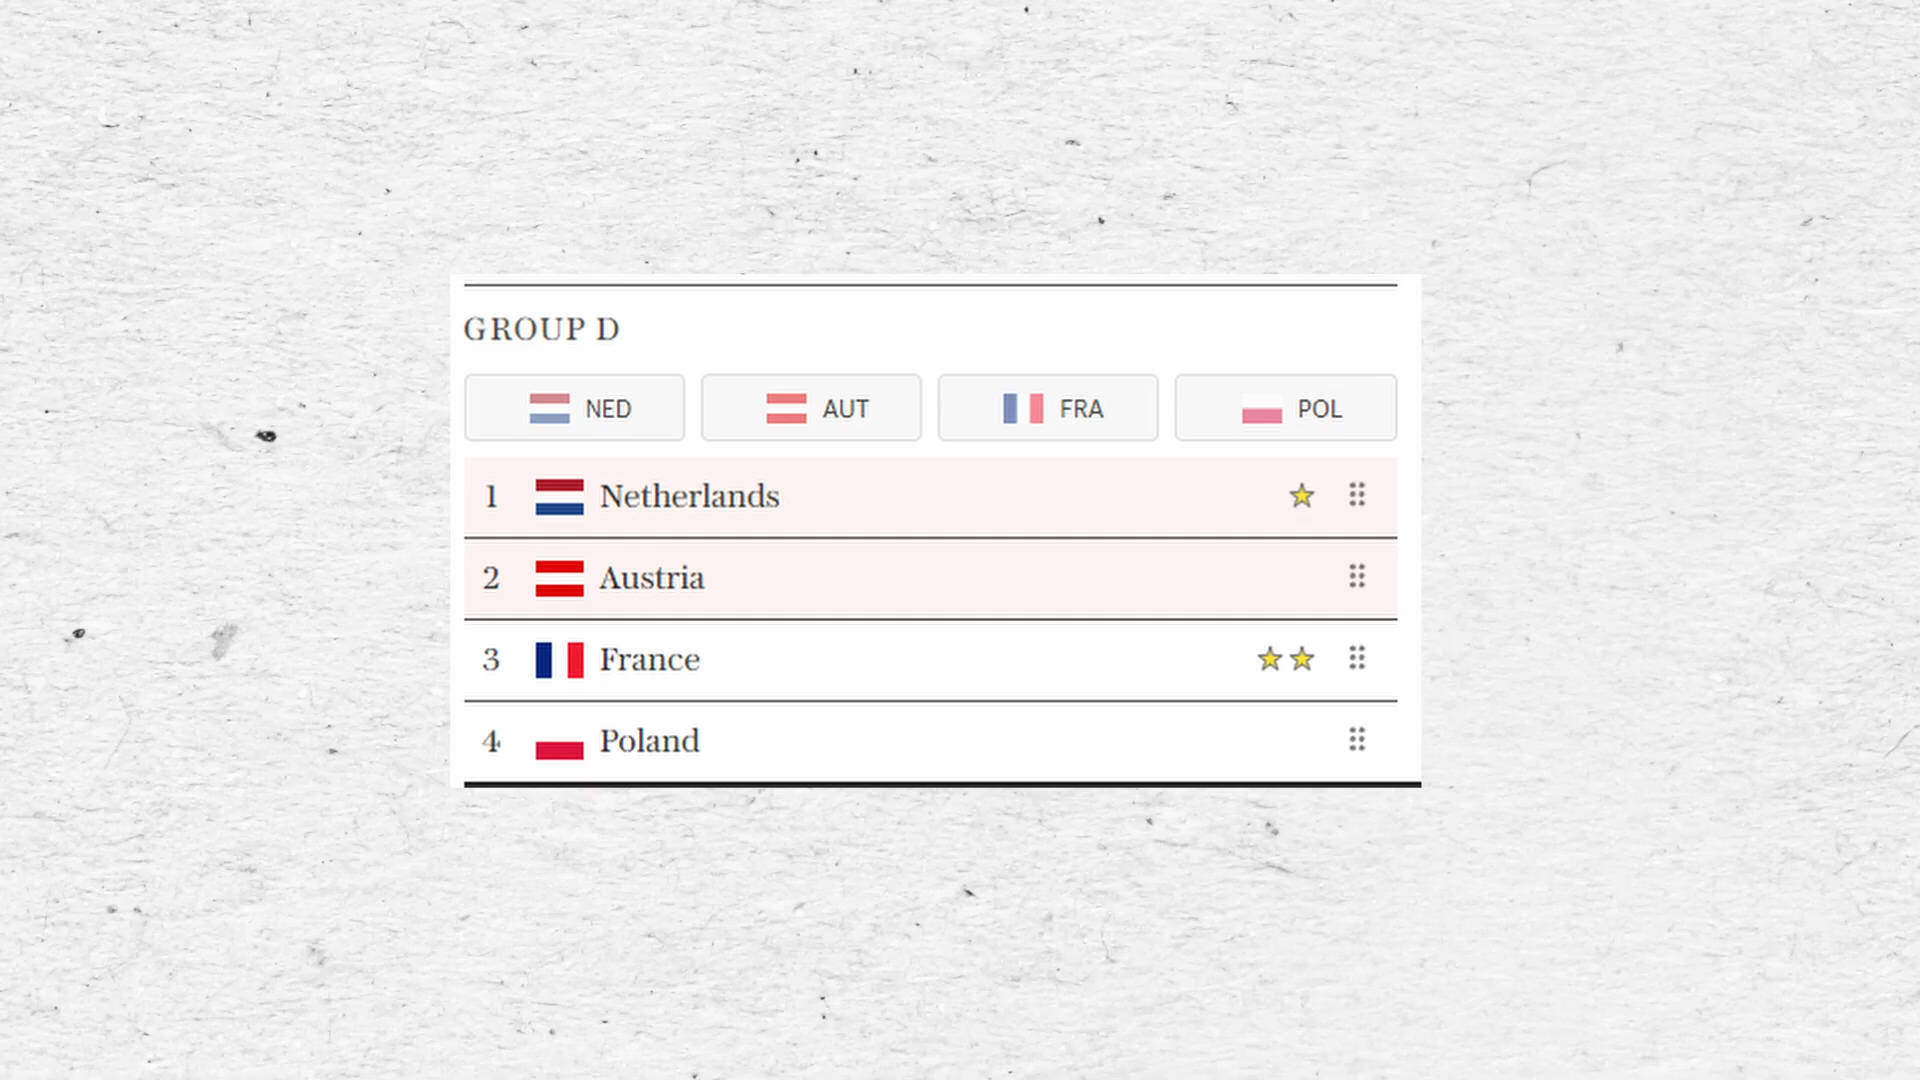 GROUP D
NED AUT FRA POL
1 Netherlands
2 Austria
3 France
4 Poland